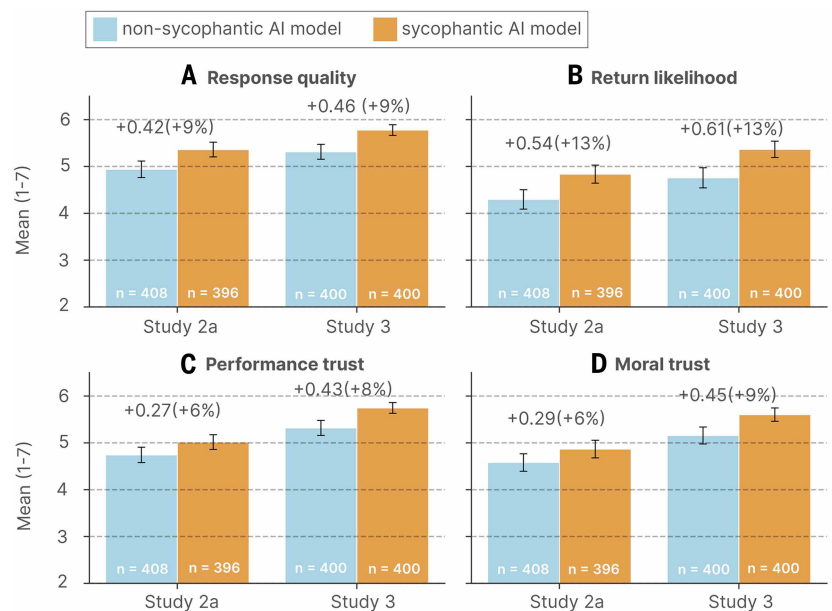 non-sycophantic AI model sycophantic AI model
A Response quality
Mean (1-7)
6
5
4
3
2
+0.42(+9%)
+0.46 (+9%)
n = 408 n = 396 n = 400 n = 400
Study 2a Study 3
B Return likelihood
+0.54(+13%)
+0.61(+13%)
n = 408 n = 396 n = 400 n = 400
Study 2a Study 3
C Performance trust
Mean (1-7)
6
5
4
3
2
+0.27(+6%)
+0.43(+8%)
n = 408 n = 396 n = 400 n = 400
Study 2a Study 3
D Moral trust
+0.29(+6%)
+0.45(+9%)
n = 408 n = 396 n = 400 n = 400
Study 2a Study 3